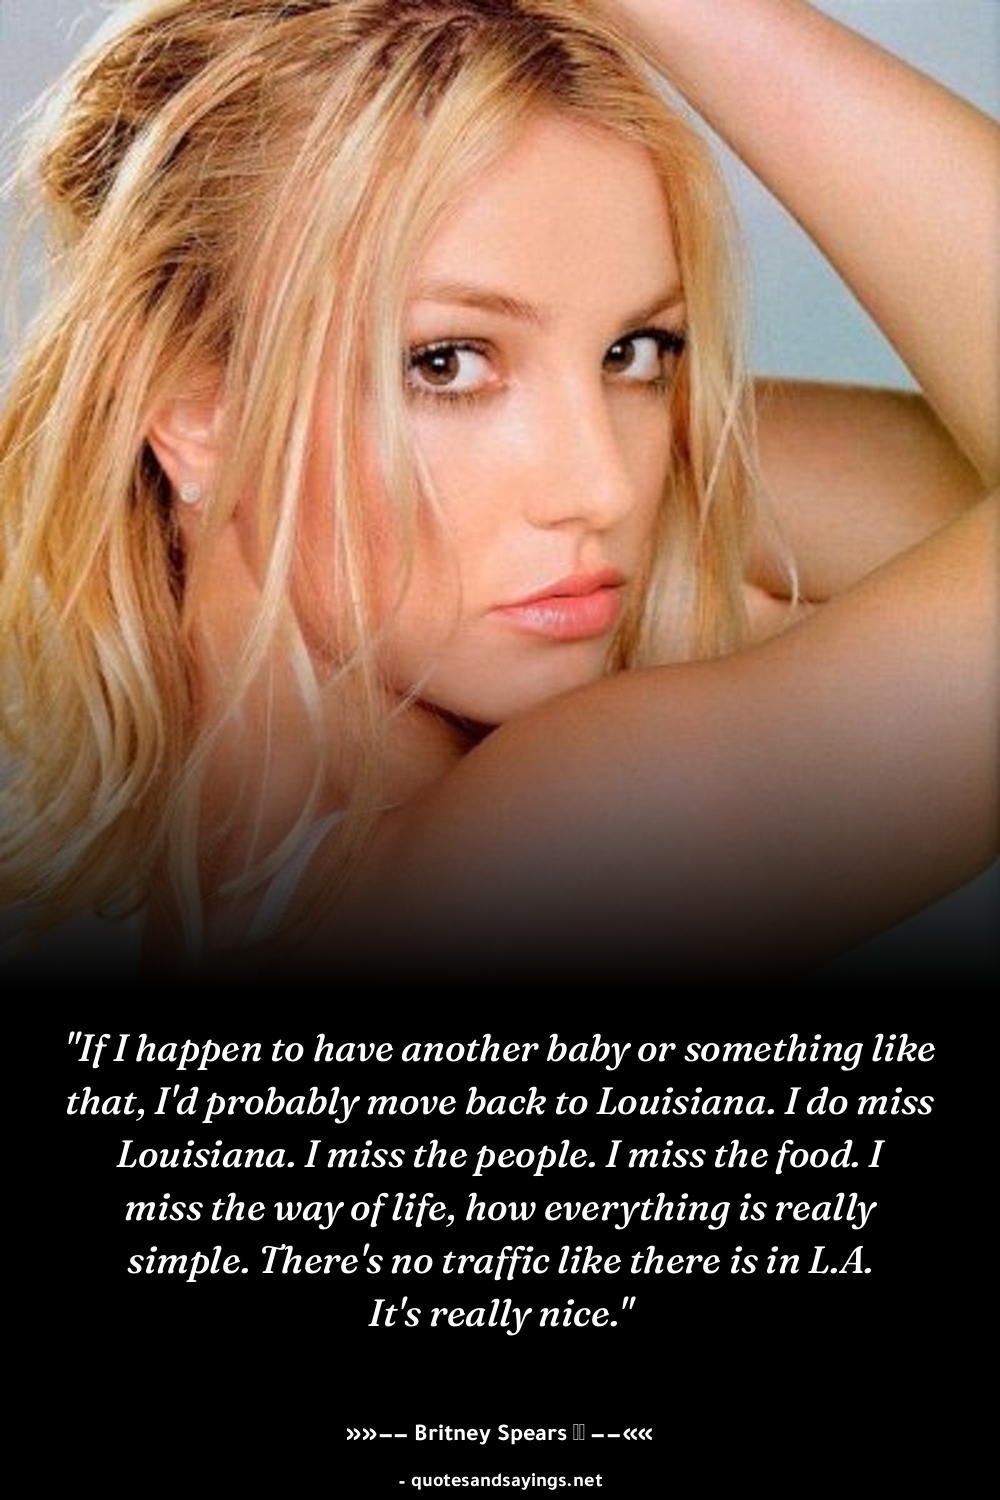 "If I happen to have another baby or something like
that, I'd probably move back to Louisiana. I do miss
Louisiana. I miss the people. I miss the food. I
miss the way of life, how everything is really
simple. There's no traffic like there is in L.A.
It's really nice."
»»-- Britney Spears --««
- quotesandsayings.net